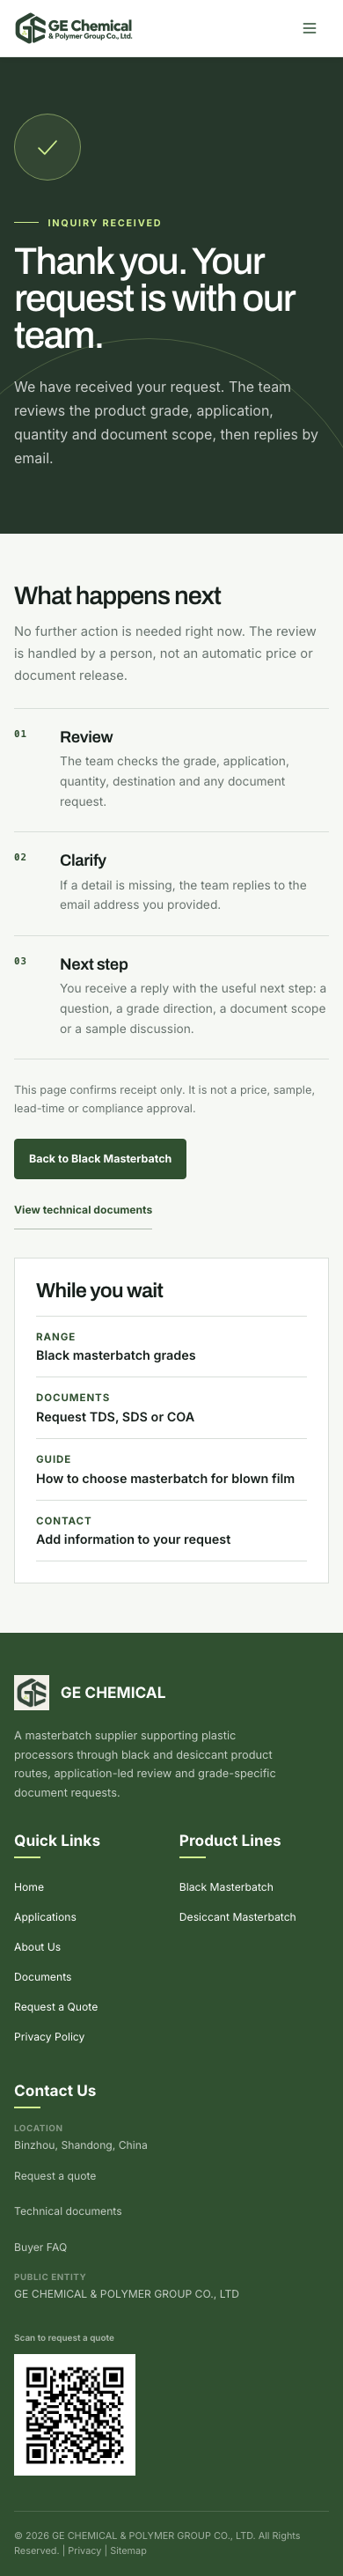 GE Chemical
& Polymer Group Co., Ltd.
INQUIRY RECEIVED
Thank you. Your
request is with our
team.
We have received your request. The team
reviews the product grade, application,
quantity and document scope, then replies by
email.
What happens next
No further action is needed right now. The review
is handled by a person, not an automatic price or
document release.
01
Review
The team checks the grade, application,
quantity, destination and any document
request.
02
Clarify
If a detail is missing, the team replies to the
email address you provided.
03
Next step
You receive a reply with the useful next step: a
question, a grade direction, a document scope
or a sample discussion.
This page confirms receipt only. It is not a price, sample,
lead-time or compliance approval.
Back to Black Masterbatch
View technical documents
While you wait
RANGE
Black masterbatch grades
DOCUMENTS
Request TDS, SDS or COA
GUIDE
How to choose masterbatch for blown film
CONTACT
Add information to your request
GE CHEMICAL
A masterbatch supplier supporting plastic
processors through black and desiccant product
routes, application-led review and grade-specific
document requests.
Quick Links
Home
Applications
About Us
Documents
Request a Quote
Privacy Policy
Product Lines
Black Masterbatch
Desiccant Masterbatch
Contact Us
LOCATION
Binzhou, Shandong, China
Request a quote
Technical documents
Buyer FAQ
PUBLIC ENTITY
GE CHEMICAL & POLYMER GROUP CO., LTD
Scan to request a quote
© 2026 GE CHEMICAL & POLYMER GROUP CO., LTD. All Rights
Reserved. | Privacy | Sitemap